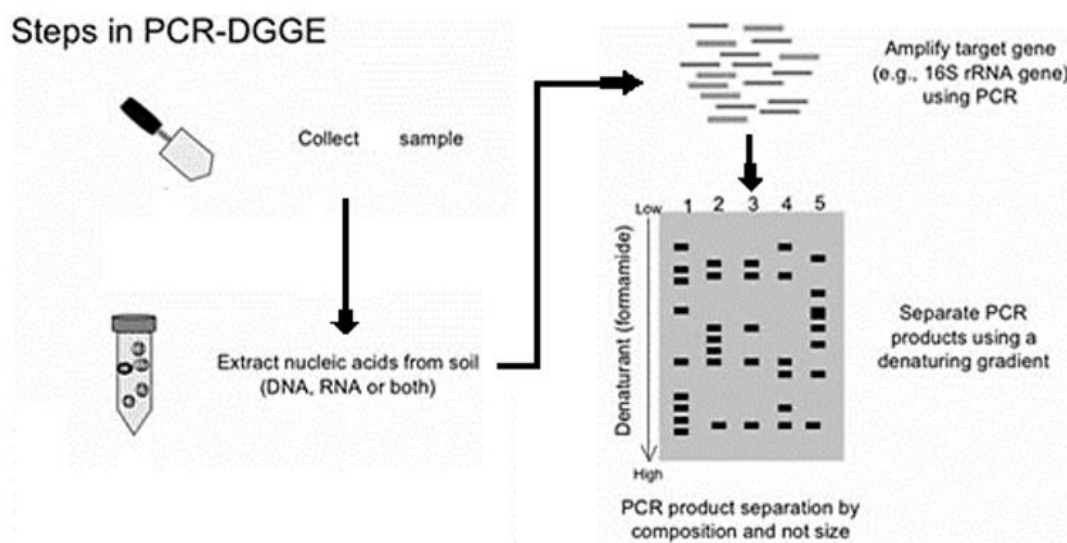 Steps in PCR-DGGE
Collect sample
Extract nucleic acids from soil
(DNA, RNA or both)
Amplify target gene
(e.g., 16S rRNA gene)
using PCR
Low
1 2 3 4 5
Denaturant (formamide)
High
Separate PCR
products using a
denaturing gradient
PCR product separation by
composition and not size